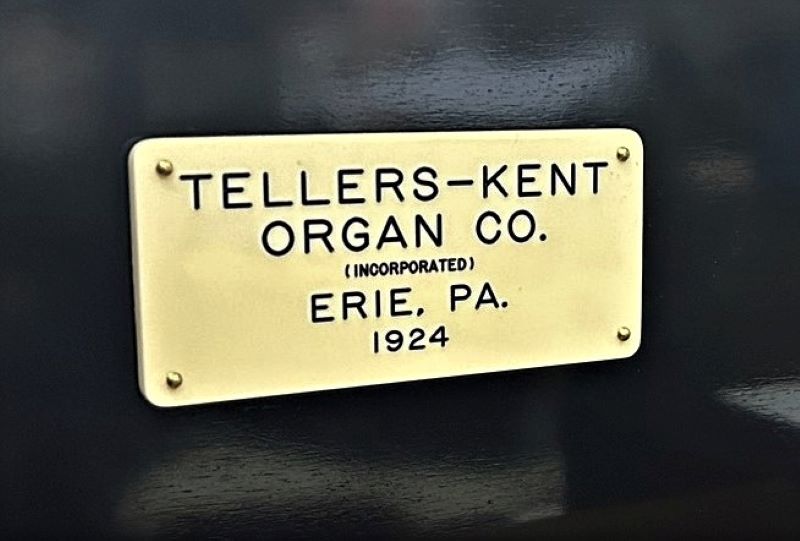 TELLERS-KENT
ORGAN CO.
(INCORPORATED)
ERIE, PA.
1924